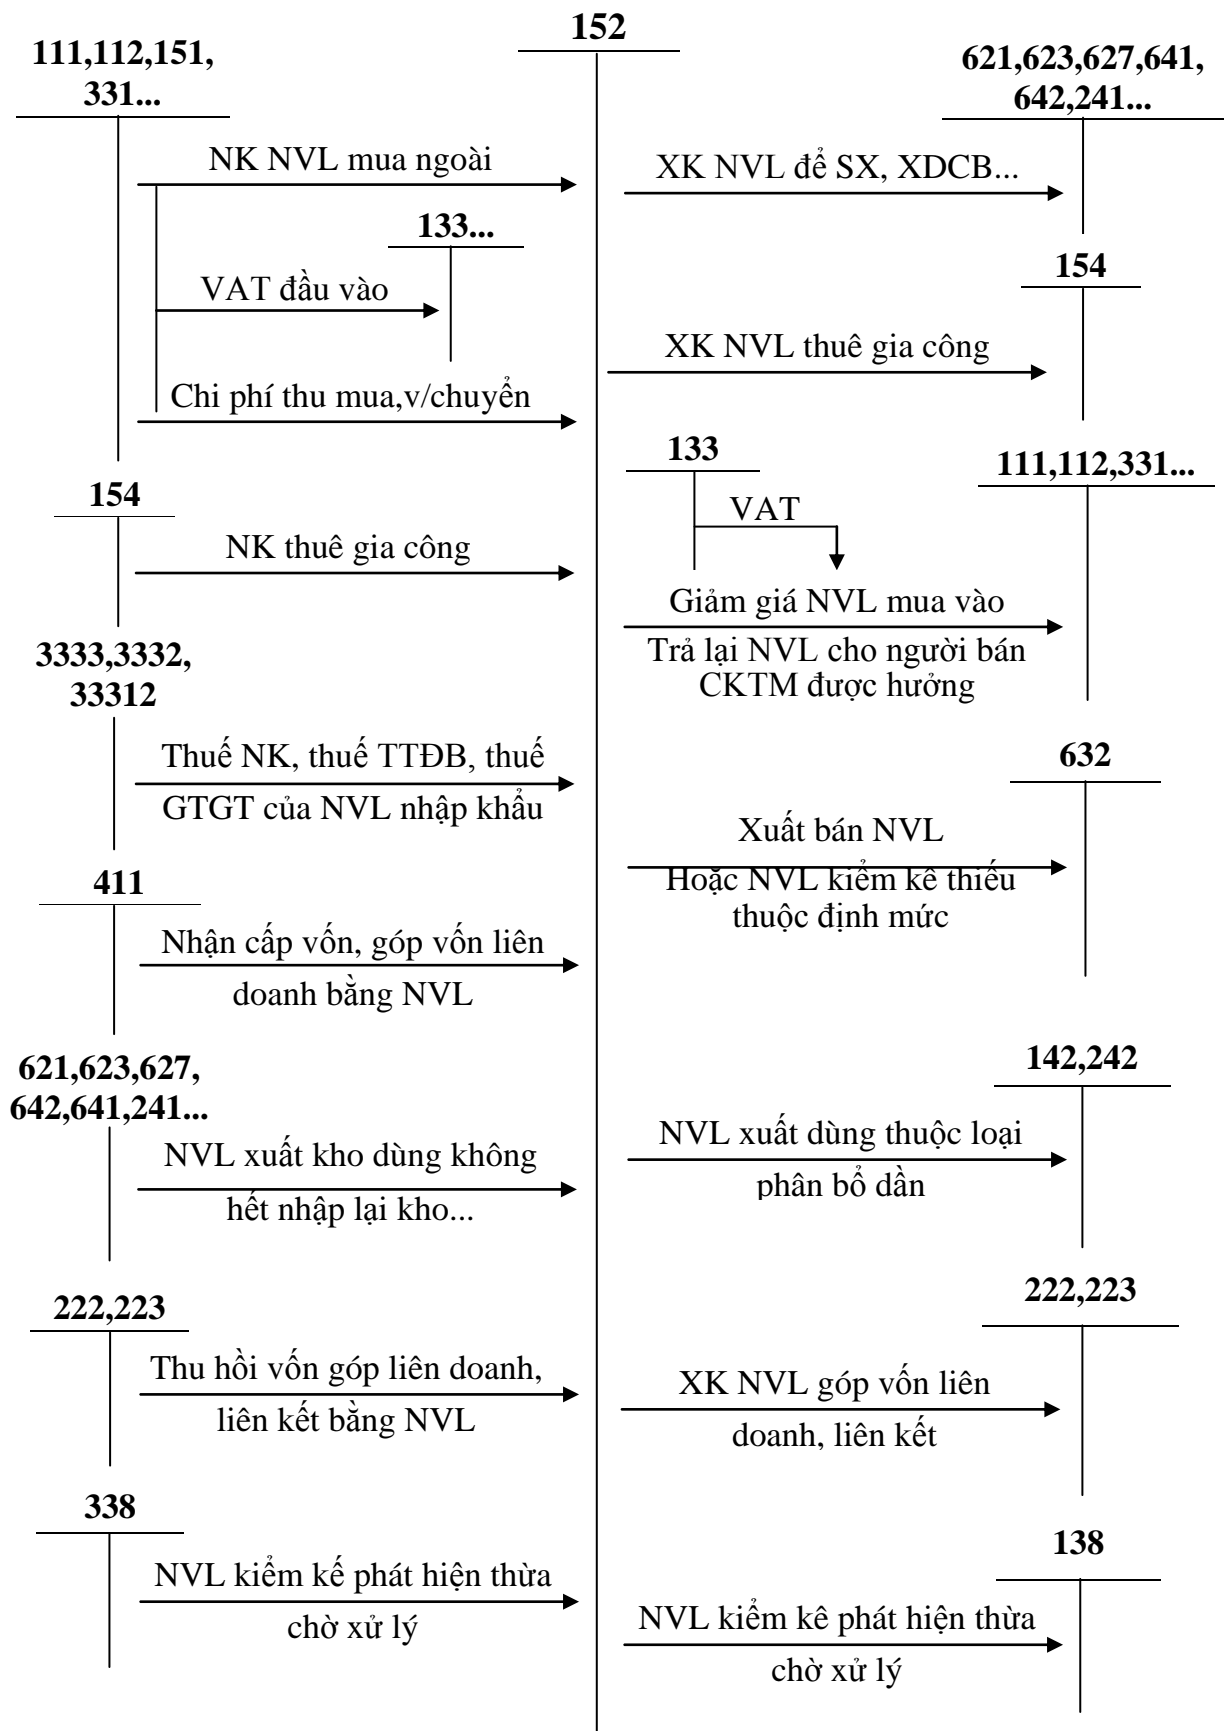 152
111,112,151,
331...
621,623,627,641,
642,241...
NK NVL mua ngoài
XK NVL để SX, XDCB...
133...
VAT đầu vào
154
XK NVL thuê gia công
Chi phí thu mua,v/chuyển
133
111,112,331...
VAT
154
NK thuê gia công
Giảm giá NVL mua vào
Trả lại NVL cho người bán
CKTM được hưởng
3333,3332,
33312
Thuế NK, thuế TTĐB, thuế
GTGT của NVL nhập khẩu
632
Xuất bán NVL
Hoặc NVL kiểm kê thiếu
thuộc định mức
411
Nhận cấp vốn, góp vốn liên
doanh bằng NVL
621,623,627,
642,641,241...
142,242
NVL xuất kho dùng không
hết nhập lại kho...
NVL xuất dùng thuộc loại
phân bổ dần
222,223
222,223
Thu hồi vốn góp liên doanh,
liên kết bằng NVL
XK NVL góp vốn liên
doanh, liên kết
338
138
NVL kiểm kế phát hiện thừa
chờ xử lý
NVL kiểm kê phát hiện thừa
chờ xử lý